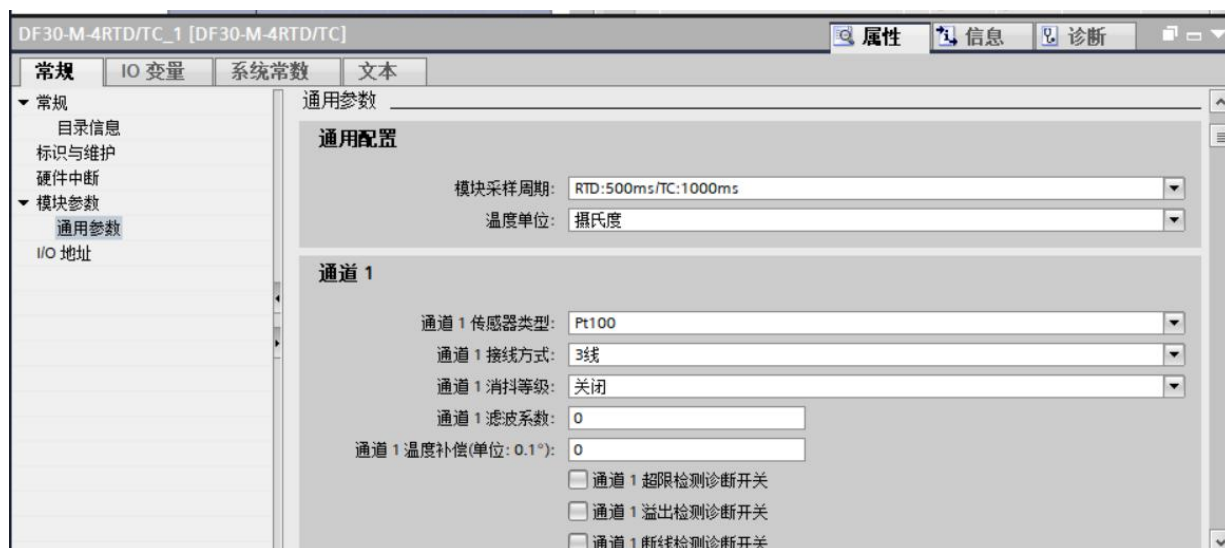 DF30-M-4RTD/TC_1 [DF30-M-4RTD/TC]
属性
信息
诊断
常规
IO 变量
系统常数
文本
常规
目录信息
标识与维护
硬件中断
模块参数
通用参数
I/O 地址
通用参数
通用配置
模块采样周期: RTD:500ms/TC:1000ms
温度单位: 摄氏度
通道 1
通道 1 传感器类型: Pt100
通道 1 接线方式: 3线
通道 1 消抖等级: 关闭
通道 1 滤波系数: 0
通道 1 温度补偿(单位: 0.1°): 0
通道 1 超限检测诊断开关
通道 1 溢出检测诊断开关
通道 1 断线检测诊断开关